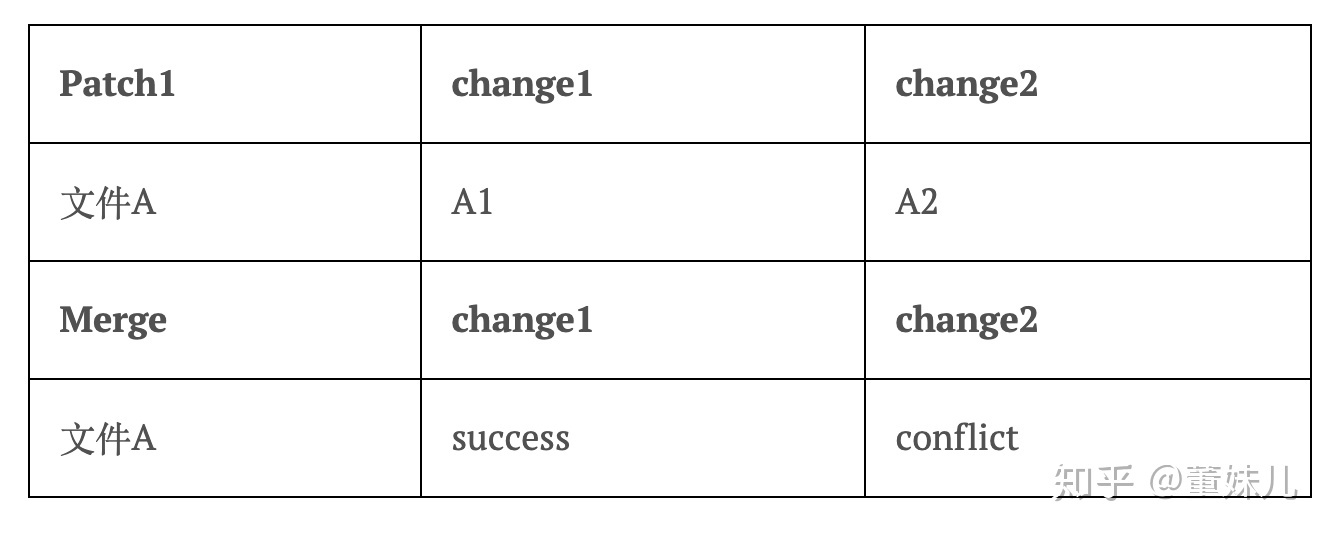 Patch1 change1 change2
文件A A1 A2
Merge change1 change2
文件A success conflict
知乎 @董妹儿